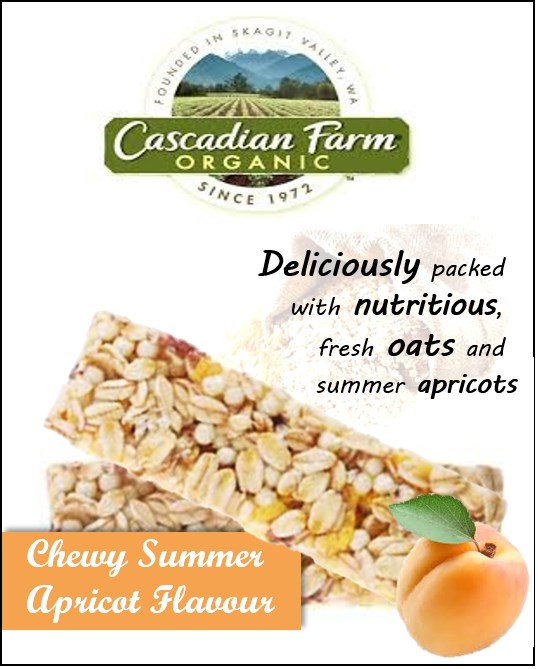 FOUNDED IN SKAGIT VALLEY, WA
Cascadian Farm
ORGANIC
SINCE 1972
Deliciously packed
with nutritious,
fresh oats and
summer apricots
Chewy Summer
Apricot Flavour